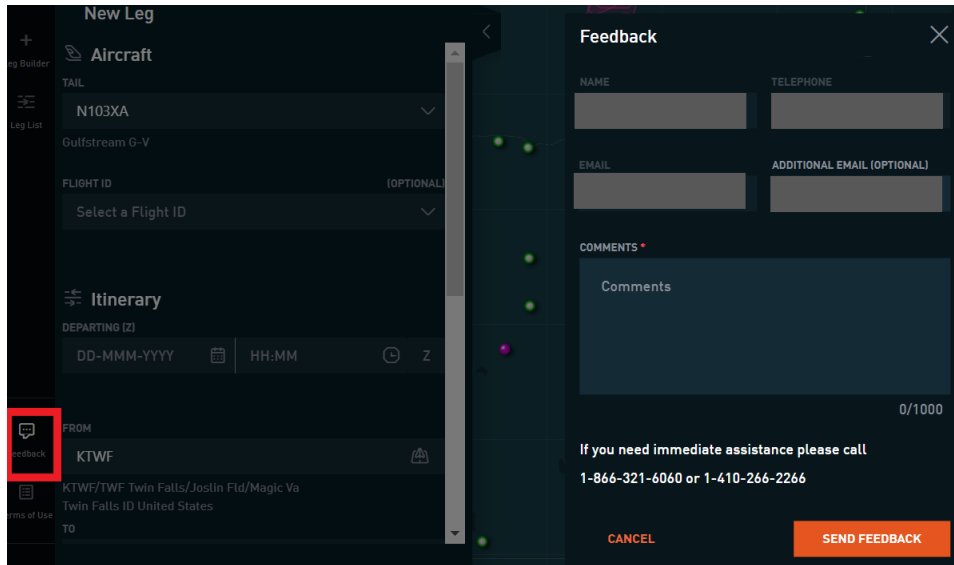 New Leg
eg Builder
Leg List
Aircraft
TAIL
N103XA
Gulfstream G-V
FLIGHT ID (OPTIONAL)
Select a Flight ID
Itinerary
DEPARTING (Z)
DD-MMM-YYYY HH:MM Z
FROM
KTWF
KTWF/TWF Twin Falls/Joslin Fld/Magic Va
Twin Falls ID United States
TO
eedback
erms of Use
Feedback
NAME TELEPHONE
EMAIL ADDITIONAL EMAIL (OPTIONAL)
COMMENTS *
Comments
0/1000
If you need immediate assistance please call
1-866-321-6060 or 1-410-266-2266
CANCEL SEND FEEDBACK